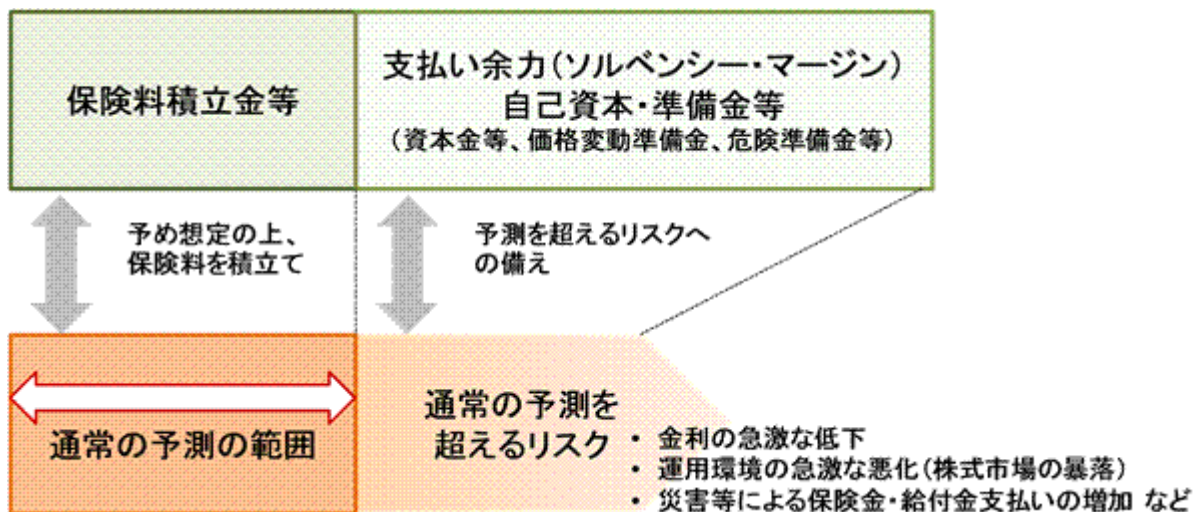 保険料積立金等
支払い余力(ソルベンシー・マージン)
自己資本・準備金等
(資本金等、価格変動準備金、危険準備金等)
予め想定の上、
保険料を積立て
予測を超えるリスクへ
の備え
通常の予測の範囲
通常の予測を
超えるリスク
・ 金利の急激な低下
・ 運用環境の急激な悪化(株式市場の暴落)
・ 災害等による保険金・給付金支払いの増加 など